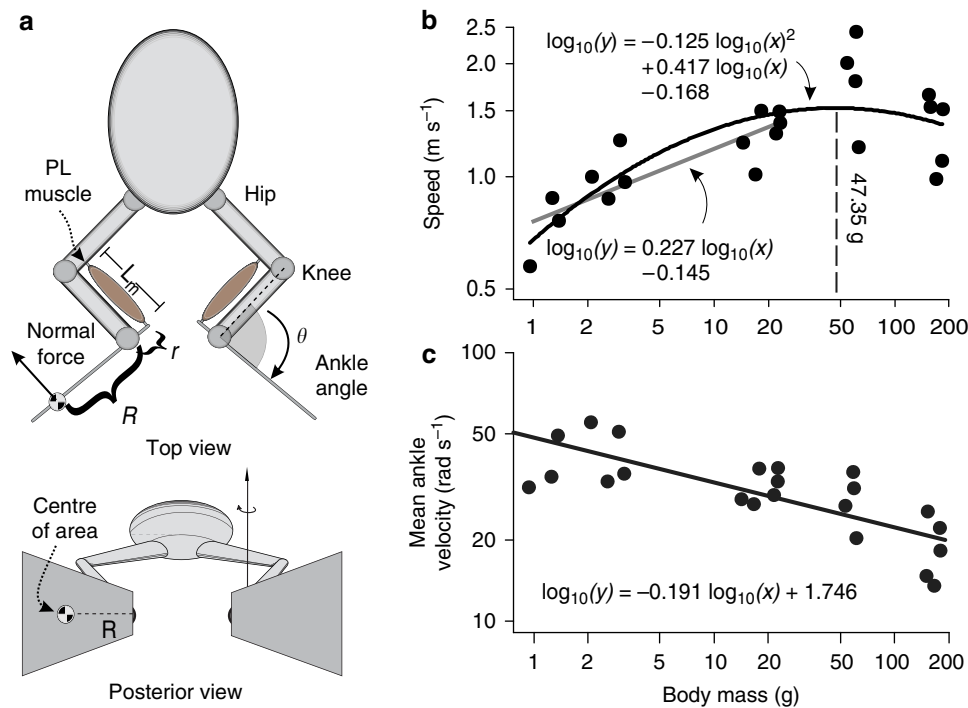 a
PL
muscle
Hip
Lm
Knee
Normal
force
r
θ
Ankle
angle
R
Top view
Centre
of area
R
Posterior view
b
Speed (m s−1)
2.5
2.0
1.5
1.0
0.5
log10(y) = −0.125 log10(x)2
+0.417 log10(x)
−0.168
log10(y) = 0.227 log10(x)
−0.145
47.35 g
1 2 5 10 20 50 100 200
c
Mean ankle
velocity (rad s−1)
100
50
20
10
log10(y) = −0.191 log10(x) + 1.746
1 2 5 10 20 50 100 200
Body mass (g)